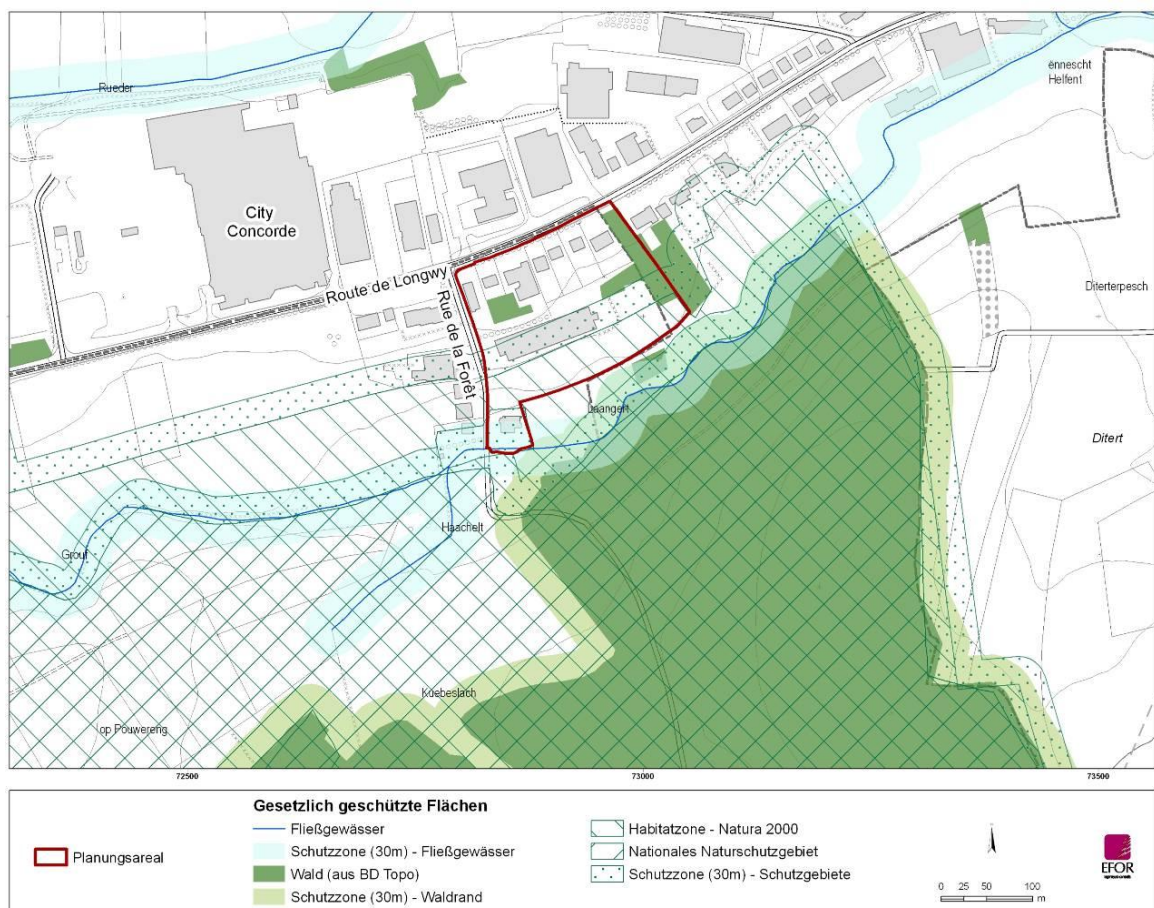 Rueder
ënnescht
Helfent
City
Concorde
Route de Longwy
Rue de la Forêt
Diterterpesch
Laangert
Ditert
Haachelt
Grouf
Kuebeslach
op Pouwereng
72500
73000
73500
Planungsareal
Gesetzlich geschützte Flächen
Fließgewässer
Schutzzone (30m) - Fließgewässer
Wald (aus BD Topo)
Schutzzone (30m) - Waldrand
Habitatzone - Natura 2000
Nationales Naturschutzgebiet
Schutzzone (30m) - Schutzgebiete
0 25 50 100
m
EFOR